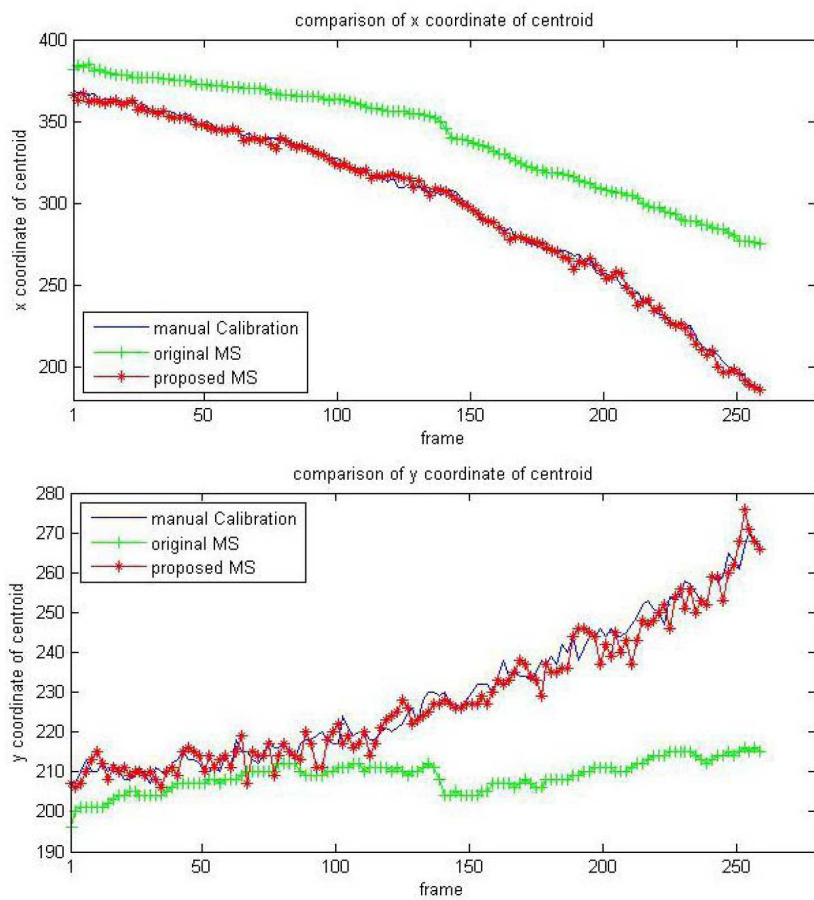 comparison of x coordinate of centroid
400
350
300
250
200
x coordinate of centroid
manual Calibration
original MS
proposed MS
1 50 100 150 200 250
frame
comparison of y coordinate of centroid
280
270
260
250
240
230
220
210
200
190
y coordinate of centroid
manual Calibration
original MS
proposed MS
1 50 100 150 200 250
frame